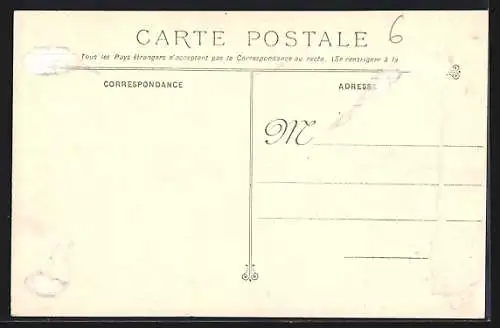 CARTE POSTALE 6
Tous les Pays étrangers n'acceptent pas la Correspondance au recto. (Se renseigner à la
CORRESPONDANCE
ADRESSE
M